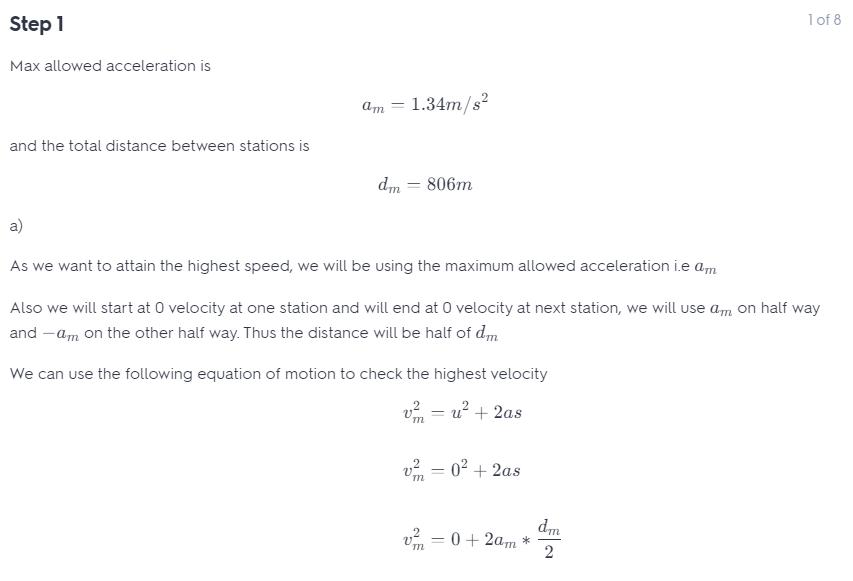 Step 1
1 of 8
Max allowed acceleration is
a_m = 1.34m/s^2
and the total distance between stations is
d_m = 806m
a)
As we want to attain the highest speed, we will be using the maximum allowed acceleration i.e a_m
Also we will start at 0 velocity at one station and will end at 0 velocity at next station, we will use a_m on half way
and −a_m on the other half way. Thus the distance will be half of d_m
We can use the following equation of motion to check the highest velocity
v_m^2 = u^2 + 2as
v_m^2 = 0^2 + 2as
v_m^2 = 0 + 2a_m * \frac{d_m}{2}